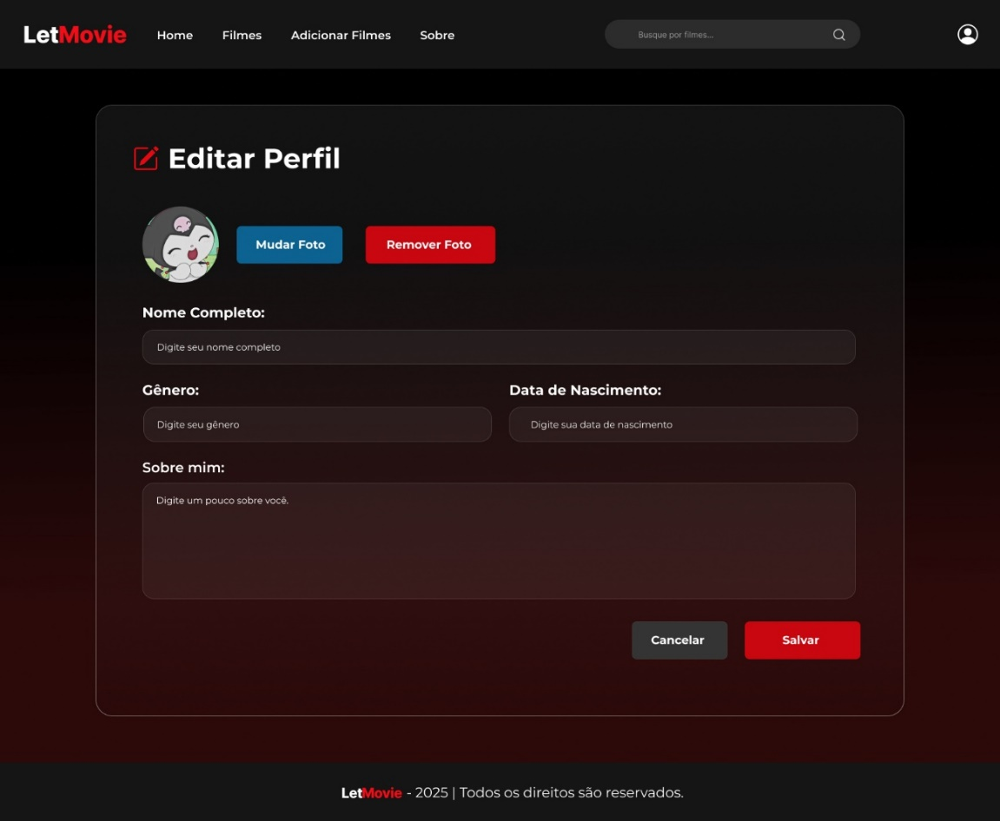 LetMovie Home Filmes Adicionar Filmes Sobre Busque por filmes...
Editar Perfil
Mudar Foto Remover Foto
Nome Completo:
Digite seu nome completo
Gênero: Data de Nascimento:
Digite seu gênero Digite sua data de nascimento
Sobre mim:
Digite um pouco sobre você.
Cancelar Salvar
LetMovie - 2025 | Todos os direitos são reservados.